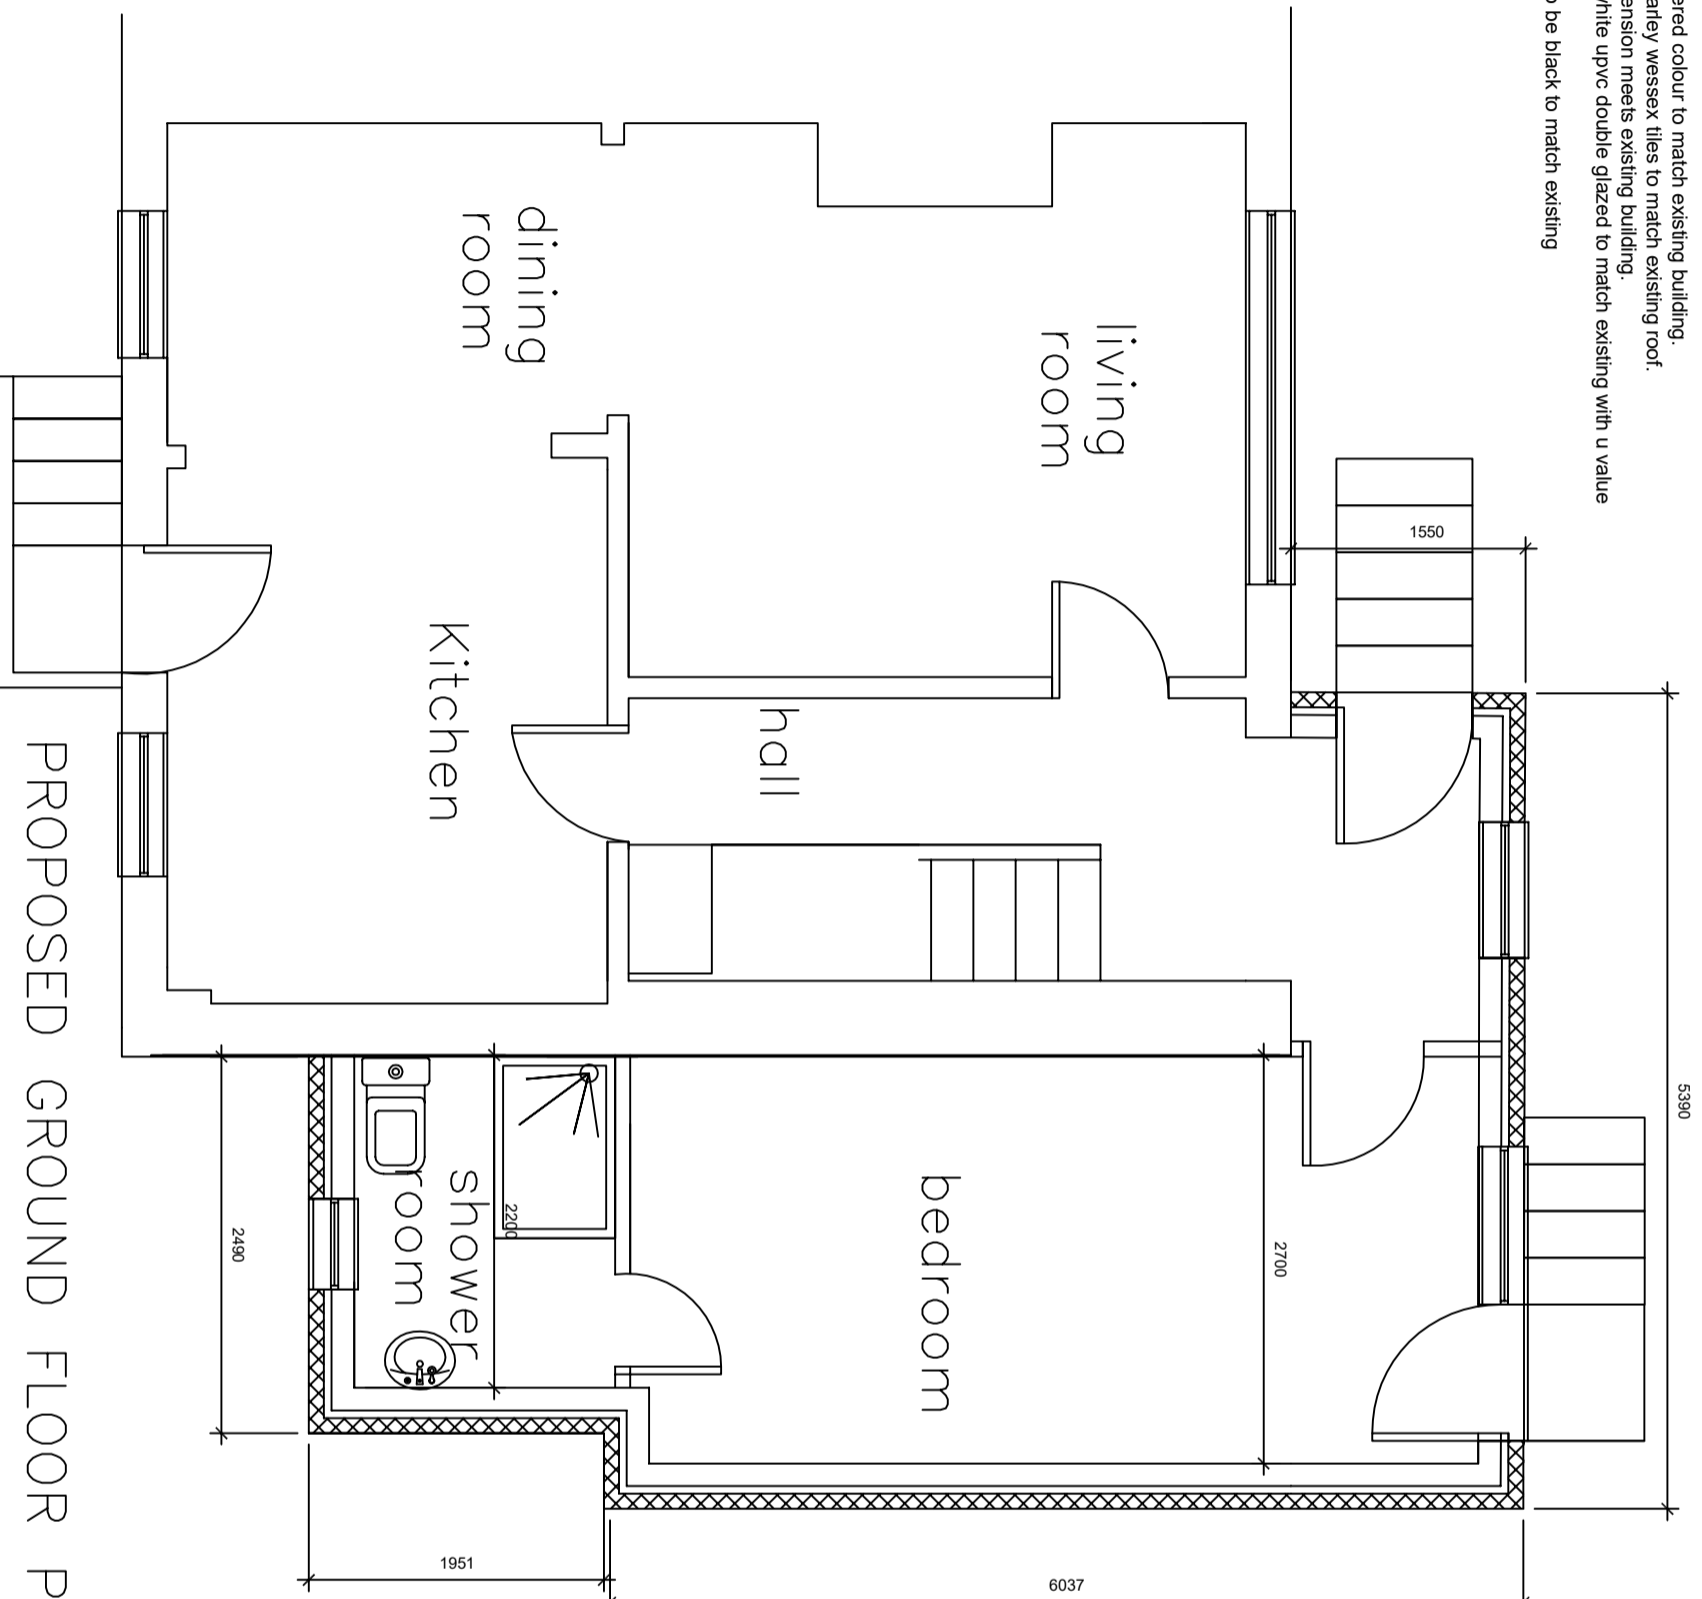 ered colour to match existing building.
arley wessex tiles to match existing roof.
ension meets existing building.
white upvc double glazed to match existing with u value
o be black to match existing
living
room
dining
room
Kitchen
hall
bedroom
shower
room
1550
5390
2700
2200
2490
1951
6037
PROPOSED GROUND FLOOR P